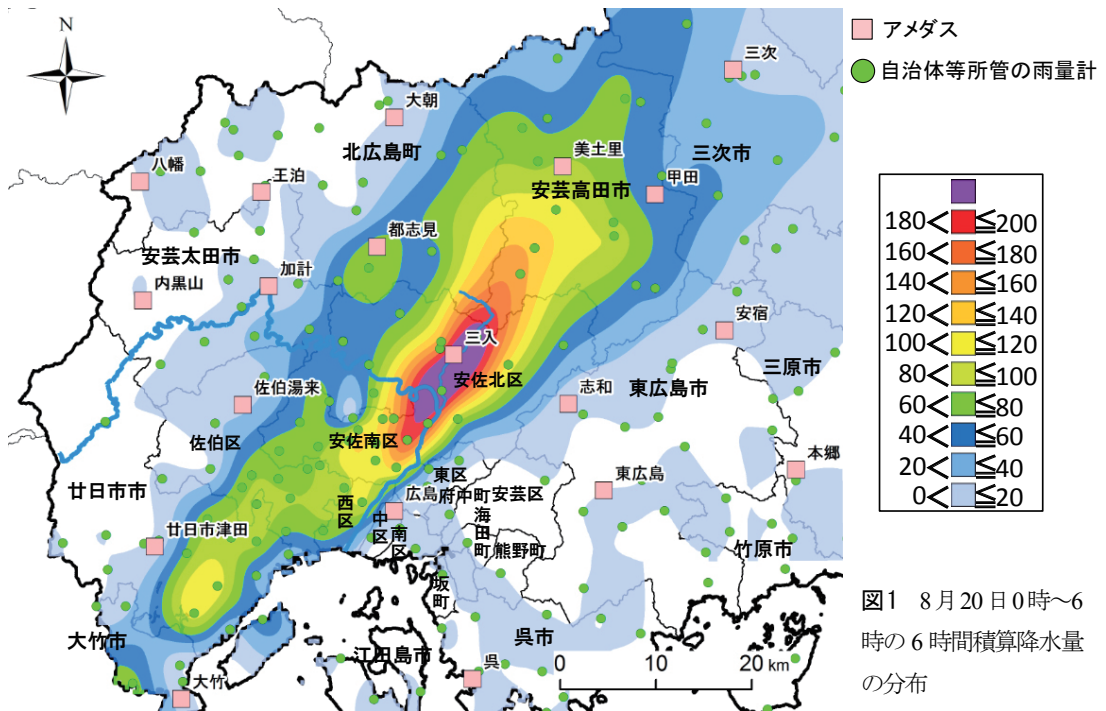 N
アメダス
自治体等所管の雨量計
三次
大朝
北広島町
美土里
三次市
八幡
王泊
安芸高田市
甲田
都志見
安芸太田市
加計
内黒山
安宿
三入
三原市
安佐北区
志和
東広島市
佐伯湯来
佐伯区
安佐南区
本郷
東区
東広島
廿日市市
西区
広島
府中町
安芸区
中区
南区
海田町
熊野町
廿日市津田
竹原市
坂町
大竹市
呉市
江田島市
大竹
呉
0 10 20 km
180< ≦200
160< ≦180
140< ≦160
120< ≦140
100< ≦120
80< ≦100
60< ≦80
40< ≦60
20< ≦40
0< ≦20
図1 8月20日0時～6
時の6時間積算降水量
の分布